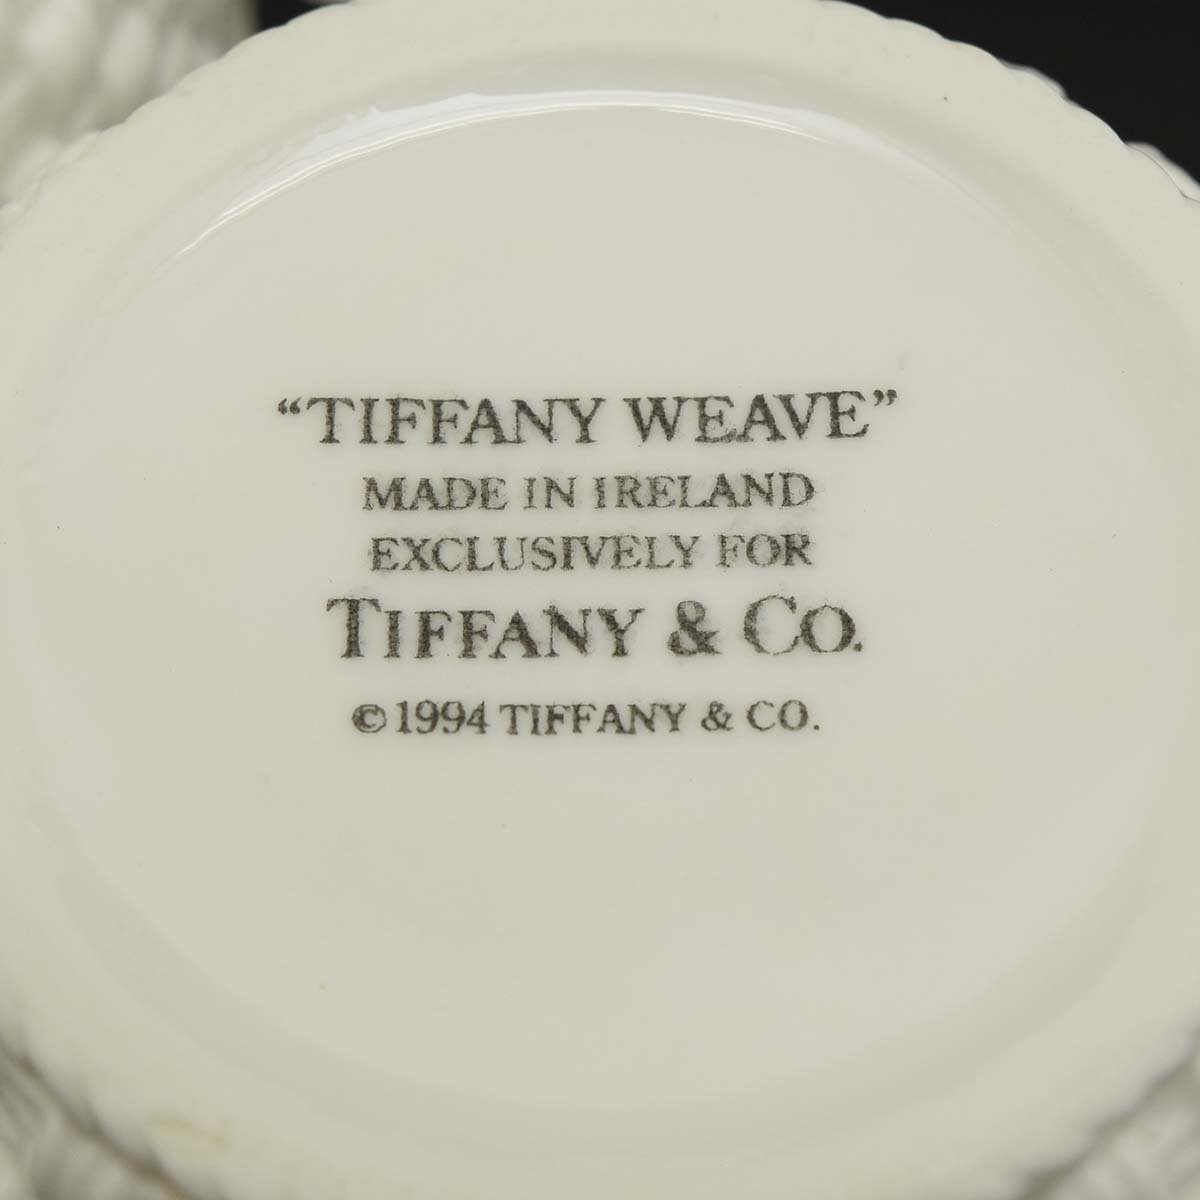 “TIFFANY WEAVE”
MADE IN IRELAND
EXCLUSIVELY FOR
TIFFANY & CO.
© 1994 TIFFANY & CO.